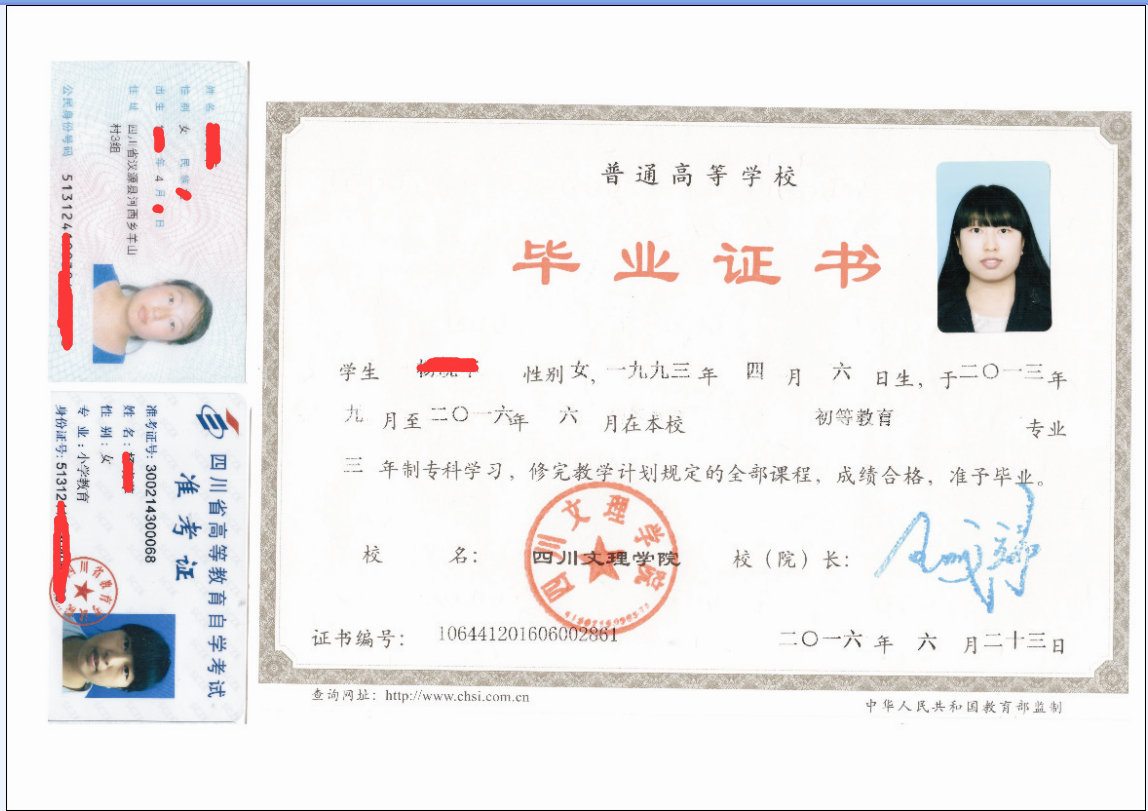 姓名
性别 女 民族
出生 年 4 月 日
住址 四川省汉源县河西乡羊山
村3组
公民身份号码 513124
四川省高等教育自学考试
准考证
准考证号: 300214300068
姓 名:
性 别: 女
专 业: 小学教育
身份证号: 51312
普通高等学校
毕业证书
学生 性别 女, 一九九三 年 四 月 六 日生, 于 二〇一三 年
九 月至 二〇一六 年 六 月在本校 初等教育 专业
三 年制专科学习, 修完教学计划规定的全部课程, 成绩合格, 准予毕业。
校 名: 四川文理学院 校(院)长:
四川文理学院
证书编号: 106441201606002861 二〇一六 年 六 月 二十三 日
查询网址: http://www.chsi.com.cn 中华人民共和国教育部监制